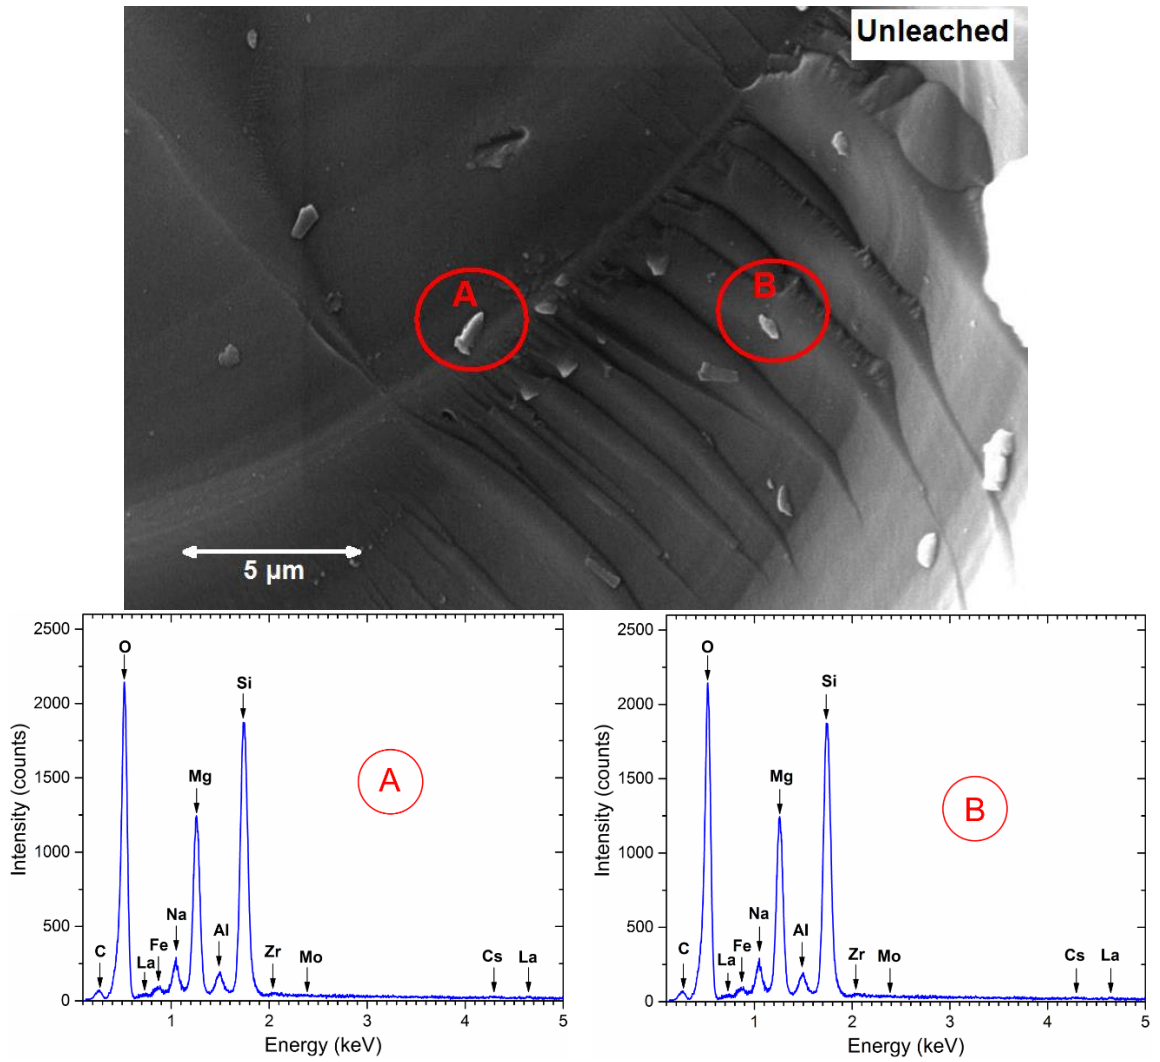 Unleached
A
B
5 µm
2500
2000
1500
1000
500
0
Intensity (counts)
O
Si
Mg
Na
Fe
La
C
Al
Zr
Mo
Cs
La
A
1
2
3
4
5
Energy (keV)
2500
2000
1500
1000
500
0
Intensity (counts)
O
Si
Mg
Na
Fe
La
C
Al
Zr
Mo
Cs
La
B
1
2
3
4
5
Energy (keV)